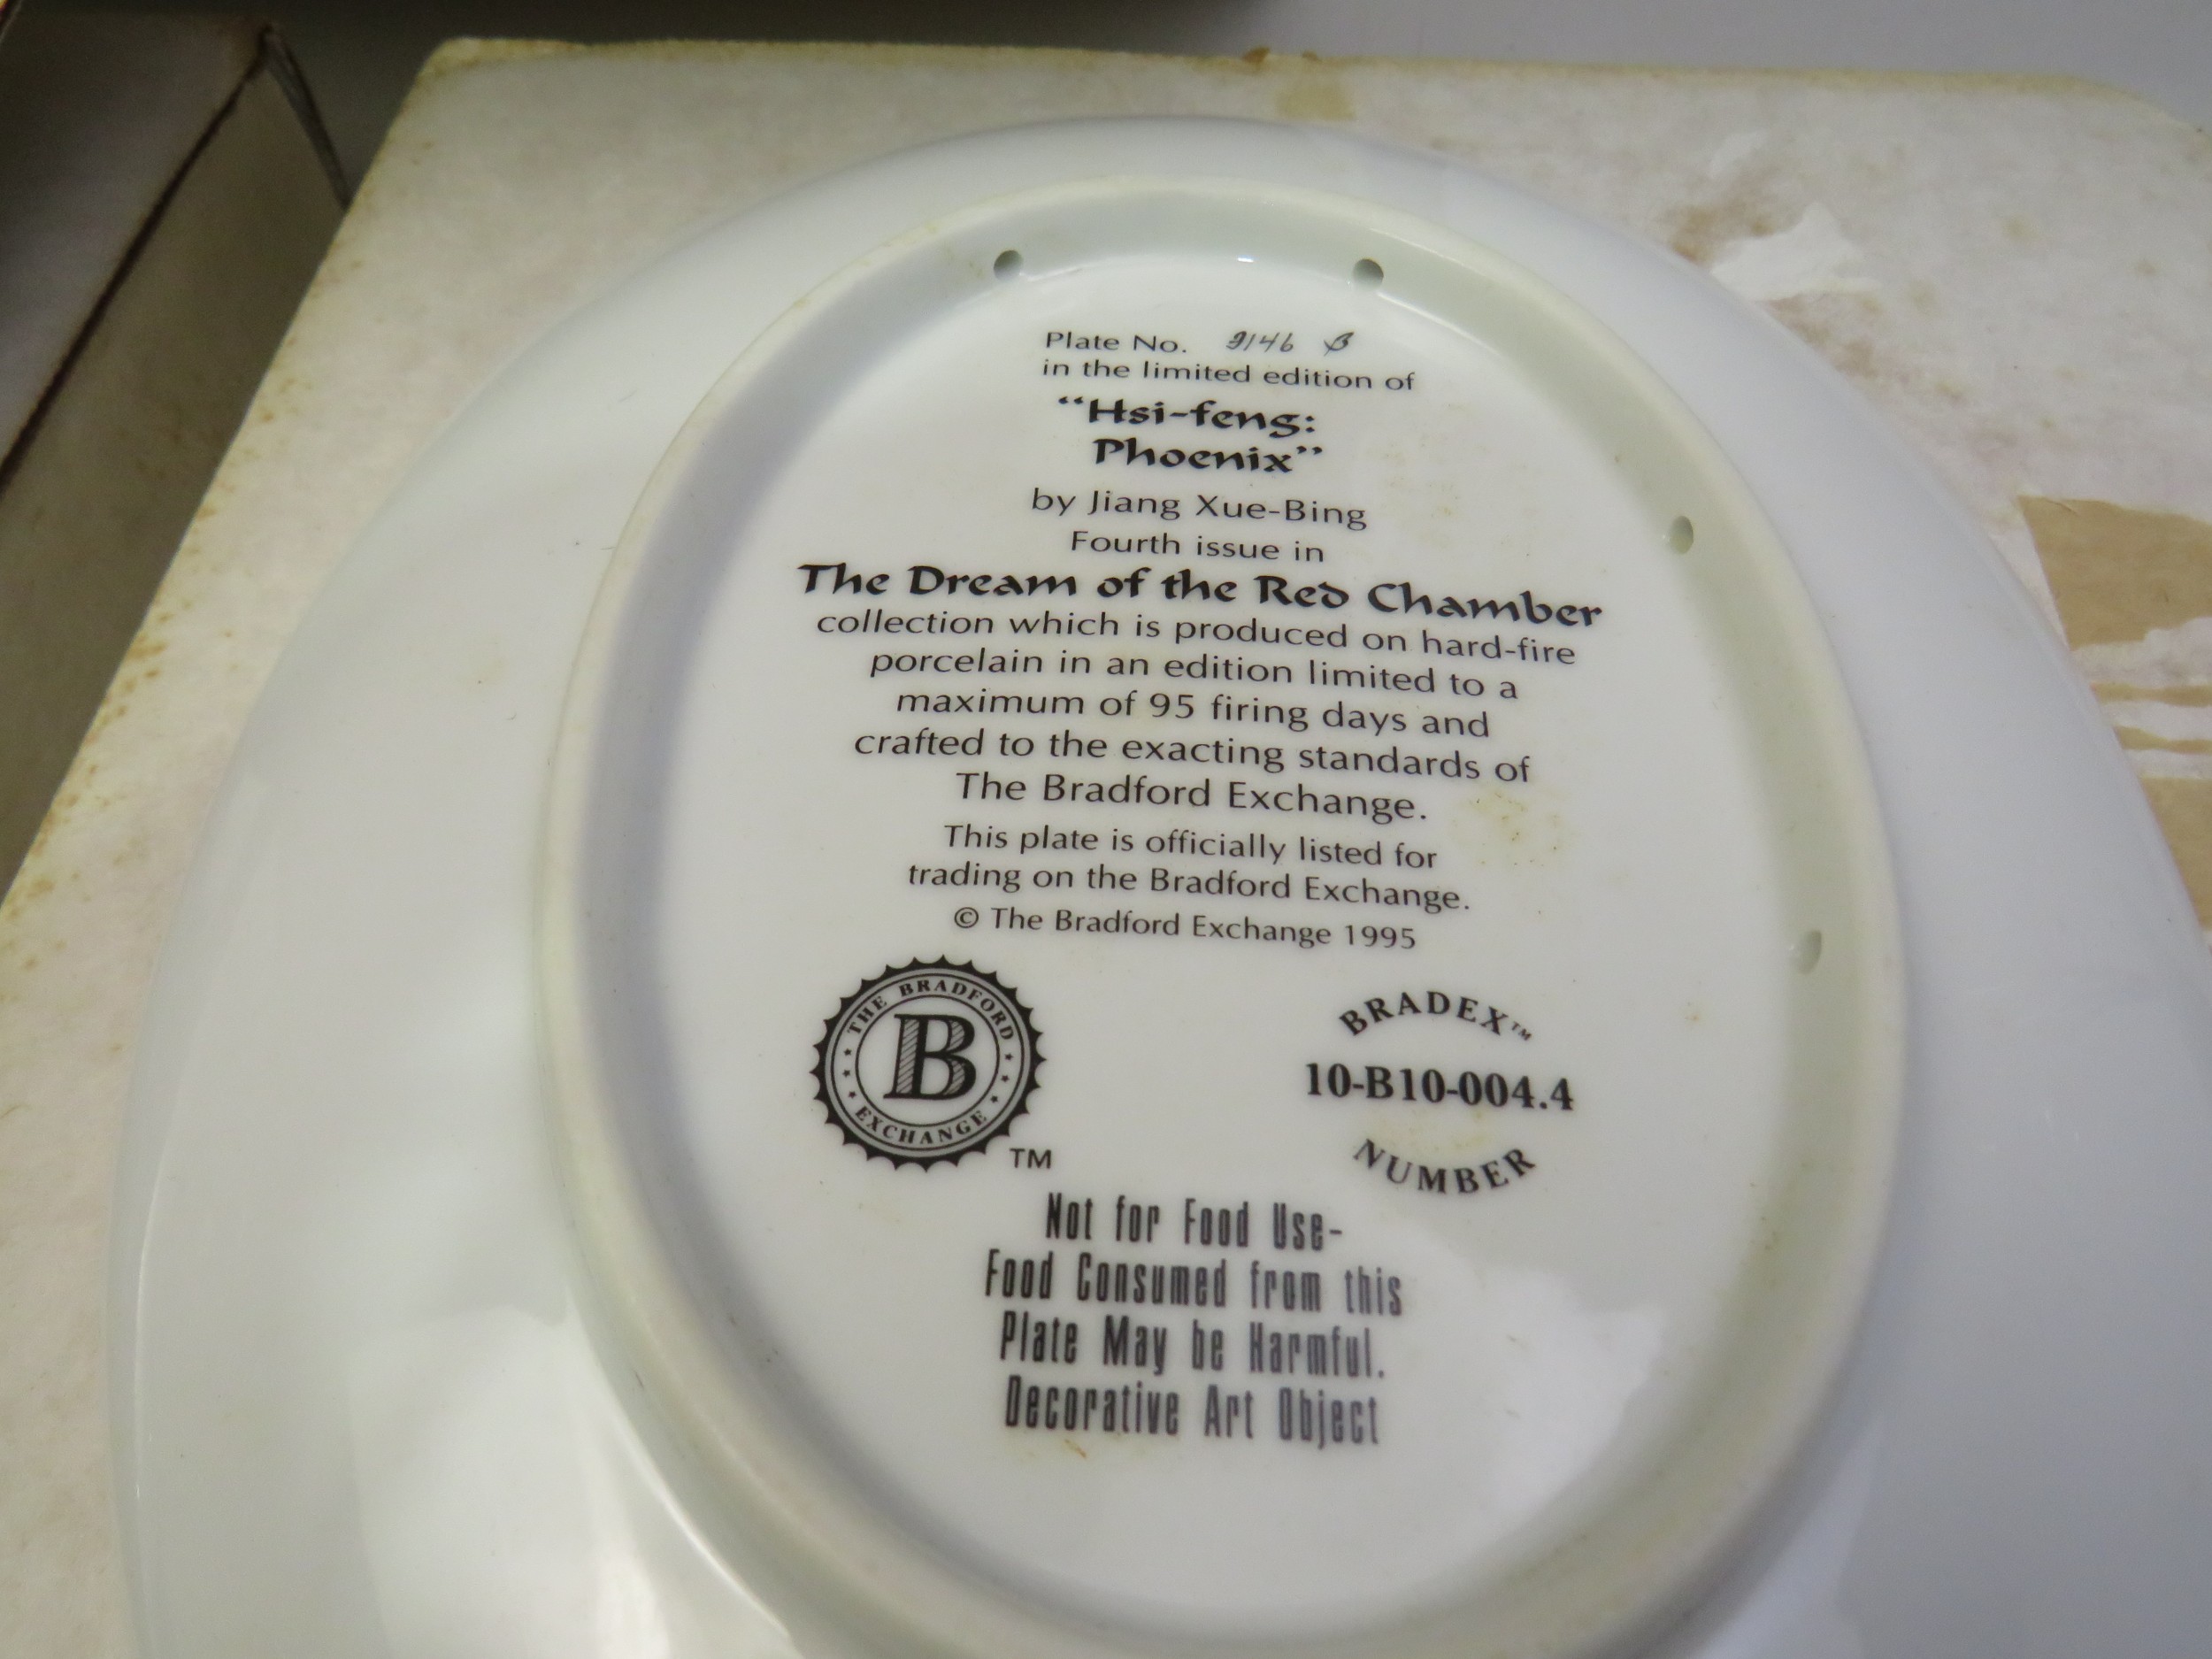 Plate No. 9146 B
in the limited edition of
“Hsi-feng:
Phoenix”
by Jiang Xue-Bing
Fourth issue in
The Dream of the Red Chamber
collection which is produced on hard-fire
porcelain in an edition limited to a
maximum of 95 firing days and
crafted to the exacting standards of
The Bradford Exchange.
This plate is officially listed for
trading on the Bradford Exchange.
© The Bradford Exchange 1995
THE BRADFORD
B
EXCHANGE
TM
BRADEX™
10-B10-004.4
NUMBER
Not for Food Use-
Food Consumed from this
Plate May be Harmful.
Decorative Art Object